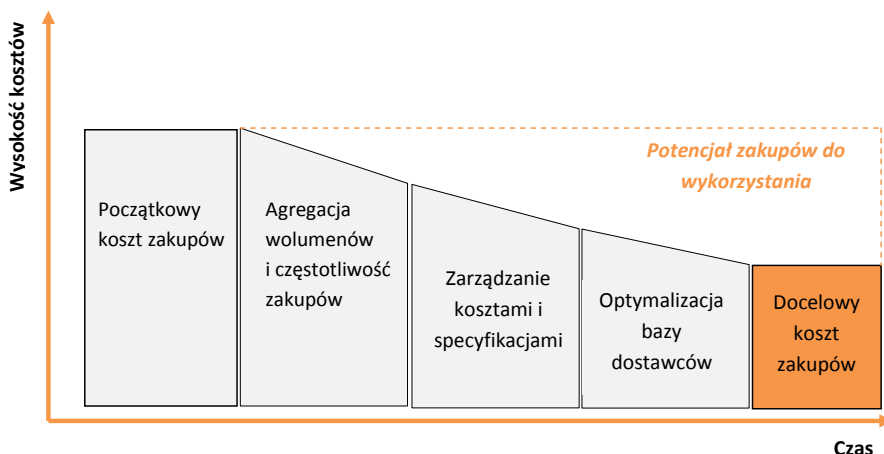 Wysokość kosztów
Potencjał zakupów do
wykorzystania
Początkowy
koszt zakupów
Agregacja
wolumenów
i częstotliwość
zakupów
Zarządzanie
kosztami i
specyfikacjami
Optymalizacja
bazy
dostawców
Docelowy
koszt
zakupów
Czas